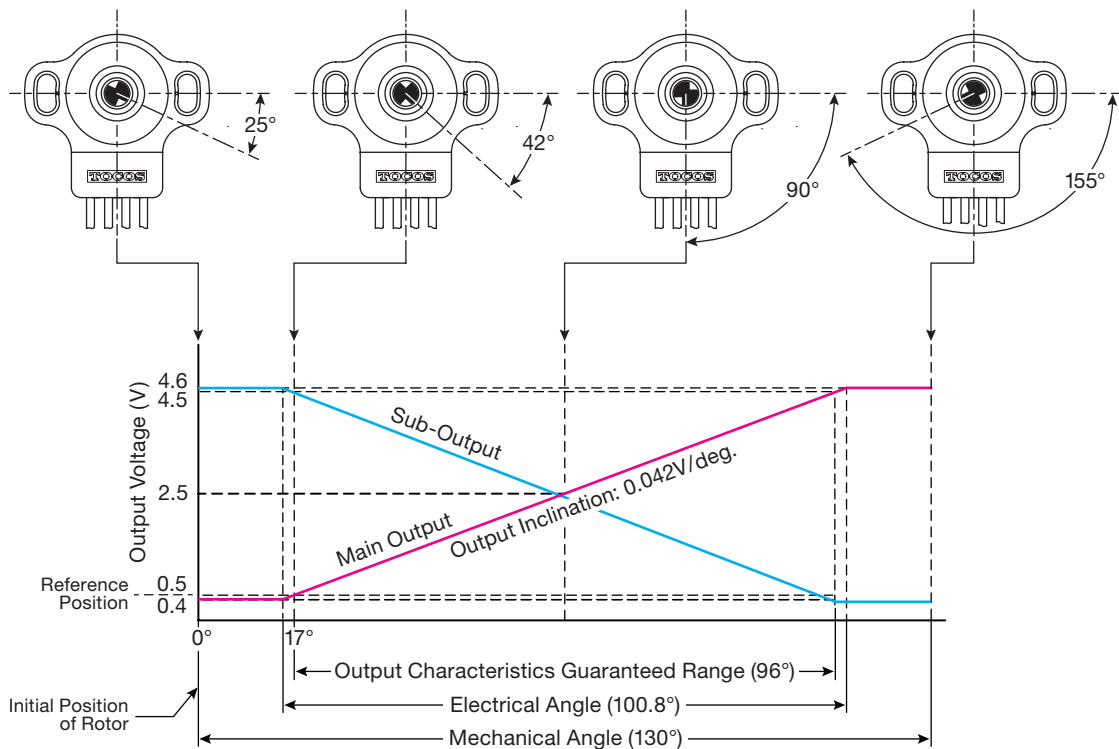 25°
42°
90°
155°
TOCOS
TOCOS
TOCOS
TOCOS
Output Voltage (V)
4.6
4.5
2.5
0.5
0.4
Reference
Position
Sub-Output
Main Output
Output Inclination: 0.042V/deg.
0°
17°
Output Characteristics Guaranteed Range (96°)
Initial Position
of Rotor
Electrical Angle (100.8°)
Mechanical Angle (130°)